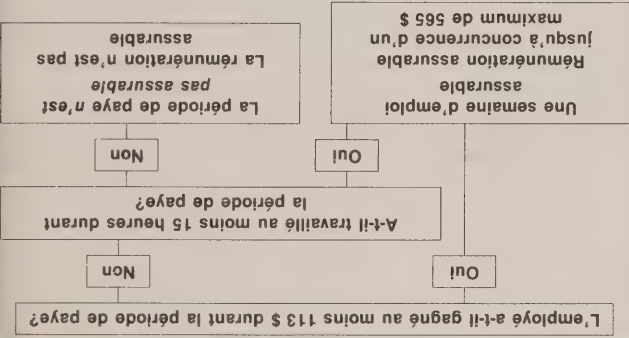 L'employé a-t-il gagné au moins 113 $ durant la période de paye?
Oui
Non
A-t-il travaillé au moins 15 heures durant
la période de paye?
Oui
Non
Une semaine d'emploi
assurable
Rémunération assurable
jusqu'à concurrence d'un
maximum de 565 $
La période de paye n'est
pas assurable
La rémunération n'est pas
assurable